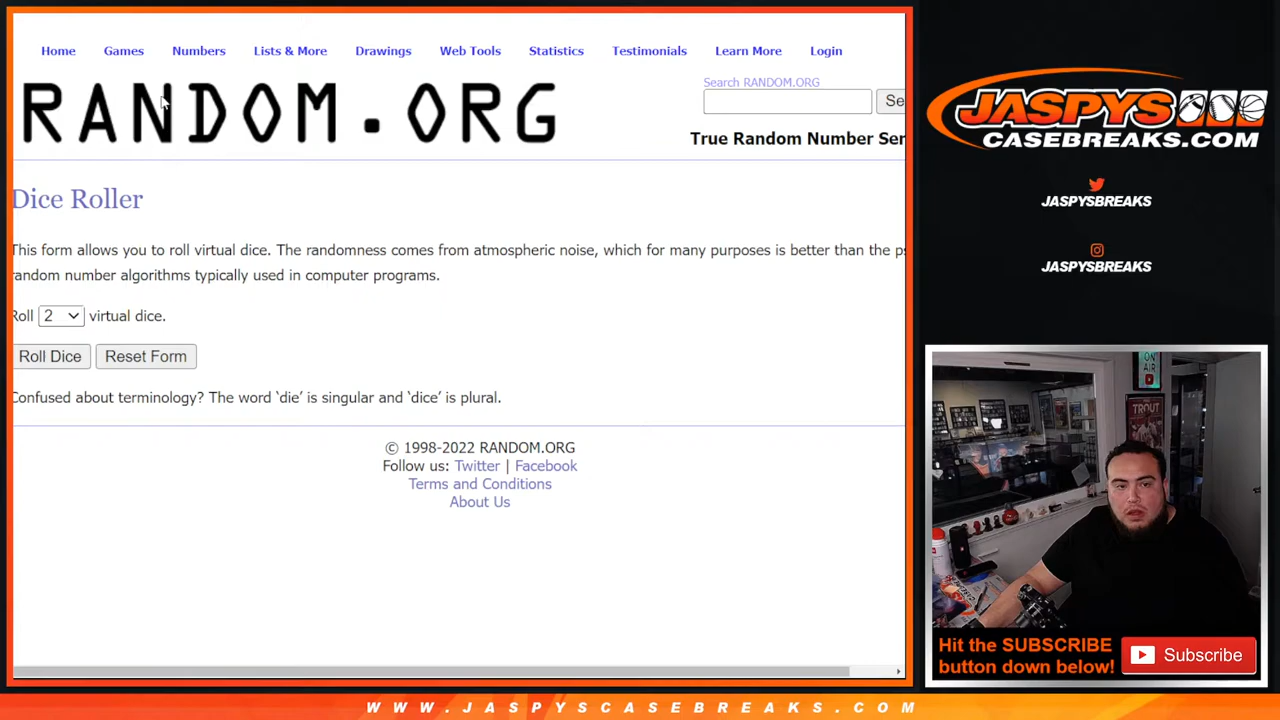 Home Games Numbers Lists & More Drawings Web Tools Statistics Testimonials Learn More Login
RANDOM.ORG
Search RANDOM.ORG
Se
True Random Number Ser
Dice Roller
This form allows you to roll virtual dice. The randomness comes from atmospheric noise, which for many purposes is better than the ps
random number algorithms typically used in computer programs.
Roll 2 virtual dice.
Roll Dice Reset Form
Confused about terminology? The word ‘die’ is singular and ‘dice’ is plural.
© 1998-2022 RANDOM.ORG
Follow us: Twitter | Facebook
Terms and Conditions
About Us
JASPYS
CASEBREAKS.COM
JASPYSBREAKS
JASPYSBREAKS
ON
AIR
TROUT
Hit the SUBSCRIBE
button down below!
Subscribe
WWW.JASPYSCASEBREAKS.COM